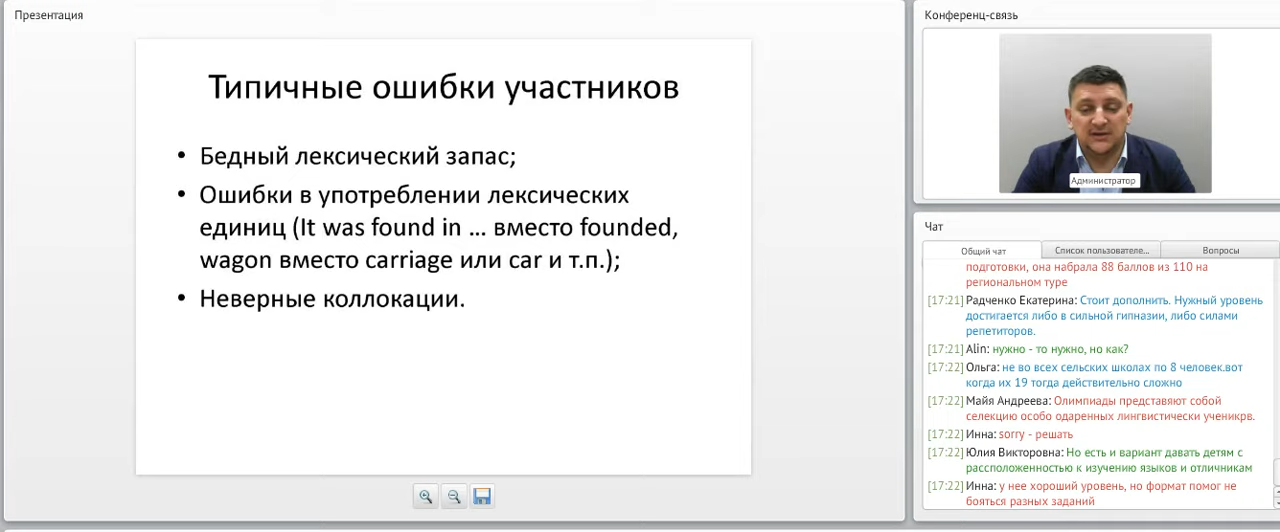 Презентация
Типичные ошибки участников
• Бедный лексический запас;
• Ошибки в употреблении лексических
единиц (It was found in ... вместо founded,
wagon вместо carriage или car и т.п.);
• Неверные коллокации.
Конференц-связь
Администратор
Чат
Общий чат
Список пользователе...
Вопросы
подготовки, она набрала 88 баллов из 110 на
региональном туре
[17:21] Радченко Екатерина: Стоит дополнить. Нужный уровень
достигается либо в сильной гипназии, либо силами
репетиторов.
[17:21] Alin: нужно - то нужно, но как?
[17:22] Ольга: не во всех сельских школах по 8 человек.вот
когда их 19 тогда действительно сложно
[17:22] Майя Андреева: Олимпиады представяют собой
селекцию особо одаренных лингвистически ученикрв.
[17:22] Инна: sorry - решать
[17:22] Юлия Викторовна: Но есть и вариант давать детям с
рассположенностью к изучению языков и отличникам
[17:22] Инна: у нее хороший уровень, но формат помог не
бояться разных заданий